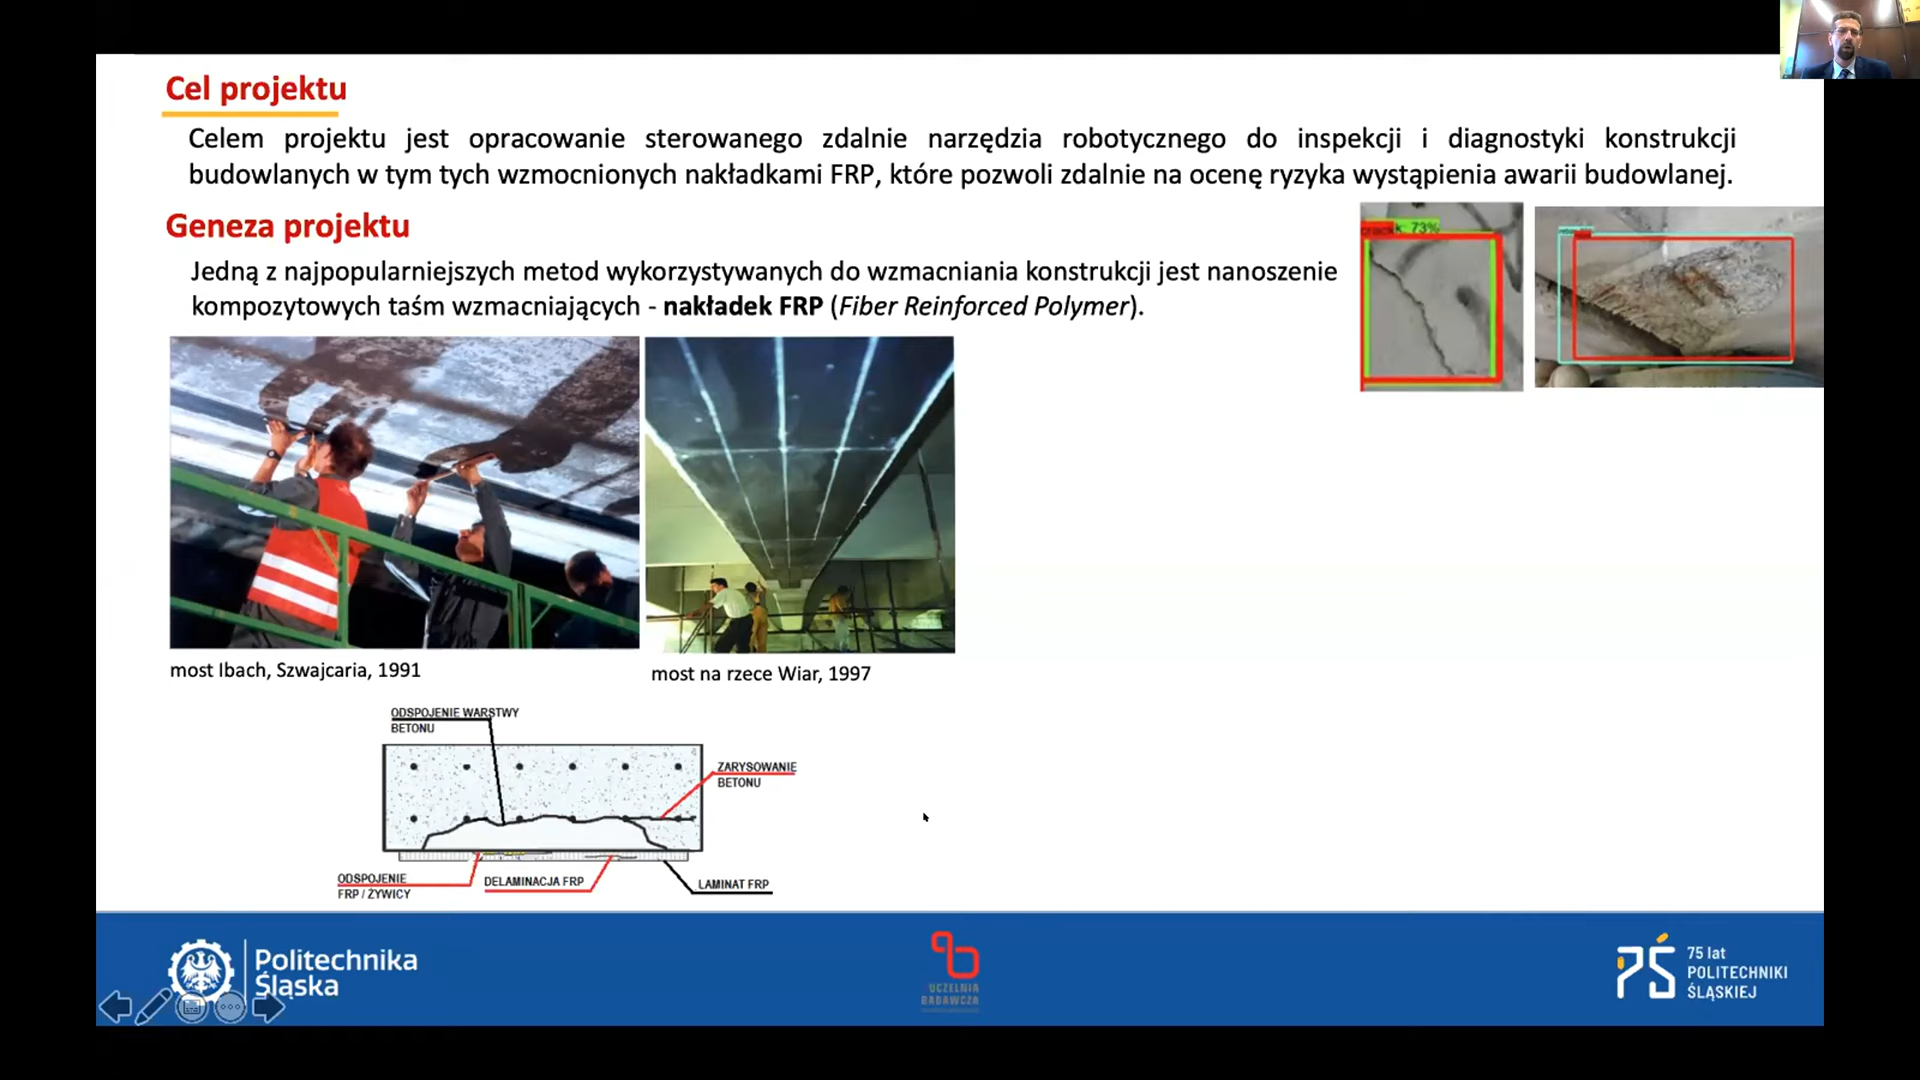 Cel projektu
Celem projektu jest opracowanie sterowanego zdalnie narzędzia robotycznego do inspekcji i diagnostyki konstrukcji
budowlanych w tym tych wzmocnionych nakładkami FRP, które pozwoli zdalnie na ocenę ryzyka wystąpienia awarii budowlanej.
Geneza projektu
Jedną z najpopularniejszych metod wykorzystywanych do wzmacniania konstrukcji jest nanoszenie
kompozytowych taśm wzmacniających - nakładek FRP (Fiber Reinforced Polymer).
k: 73%
most Ibach, Szwajcaria, 1991
most na rzece Wiar, 1997
ODSPOJENIE WARSTWY
BETONU
ZARYSOWANIE
BETONU
ODSPOJENIE
FRP / ŻYWICY
DELAMINACJA FRP
LAMINAT FRP
Politechnika
Śląska
UCZELNIA
BADAWCZA
PŚ
75 lat
POLITECHNIKI
ŚLĄSKIEJ